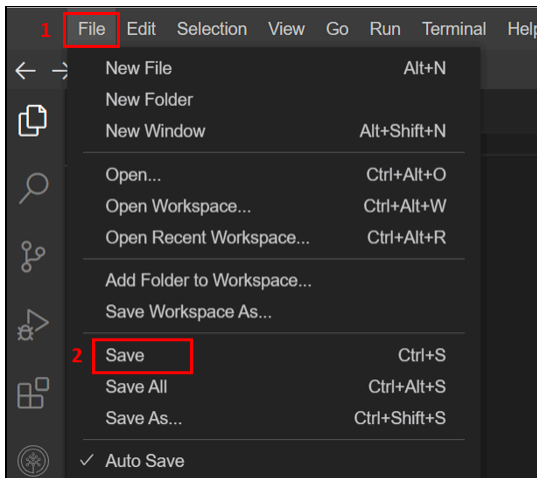 1 File Edit Selection View Go Run Terminal Help
New File Alt+N
New Folder
New Window Alt+Shift+N
Open... Ctrl+Alt+O
Open Workspace... Ctrl+Alt+W
Open Recent Workspace... Ctrl+Alt+R
Add Folder to Workspace...
Save Workspace As...
2 Save Ctrl+S
Save All Ctrl+Alt+S
Save As... Ctrl+Shift+S
✓ Auto Save